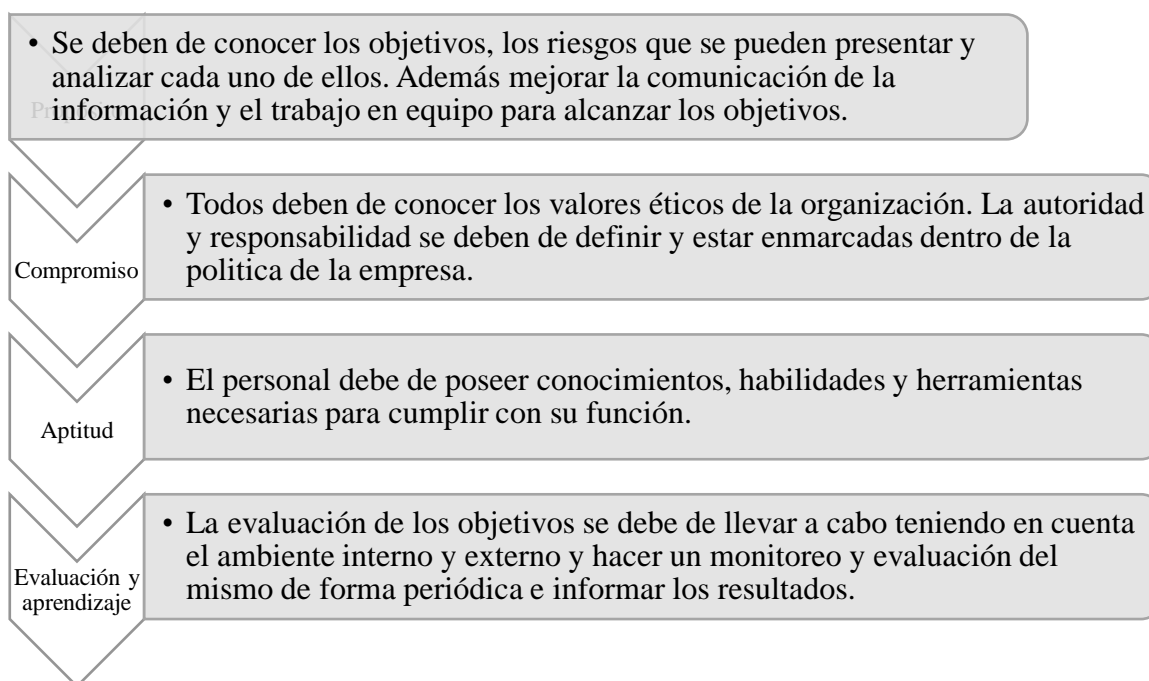 • Se deben de conocer los objetivos, los riesgos que se pueden presentar y
analizar cada uno de ellos. Además mejorar la comunicación de la
información y el trabajo en equipo para alcanzar los objetivos.
Compromiso
• Todos deben de conocer los valores éticos de la organización. La autoridad
y responsabilidad se deben de definir y estar enmarcadas dentro de la
politica de la empresa.
Aptitud
• El personal debe de poseer conocimientos, habilidades y herramientas
necesarias para cumplir con su función.
Evaluación y
aprendizaje
• La evaluación de los objetivos se debe de llevar a cabo teniendo en cuenta
el ambiente interno y externo y hacer un monitoreo y evaluación del
mismo de forma periódica e informar los resultados.